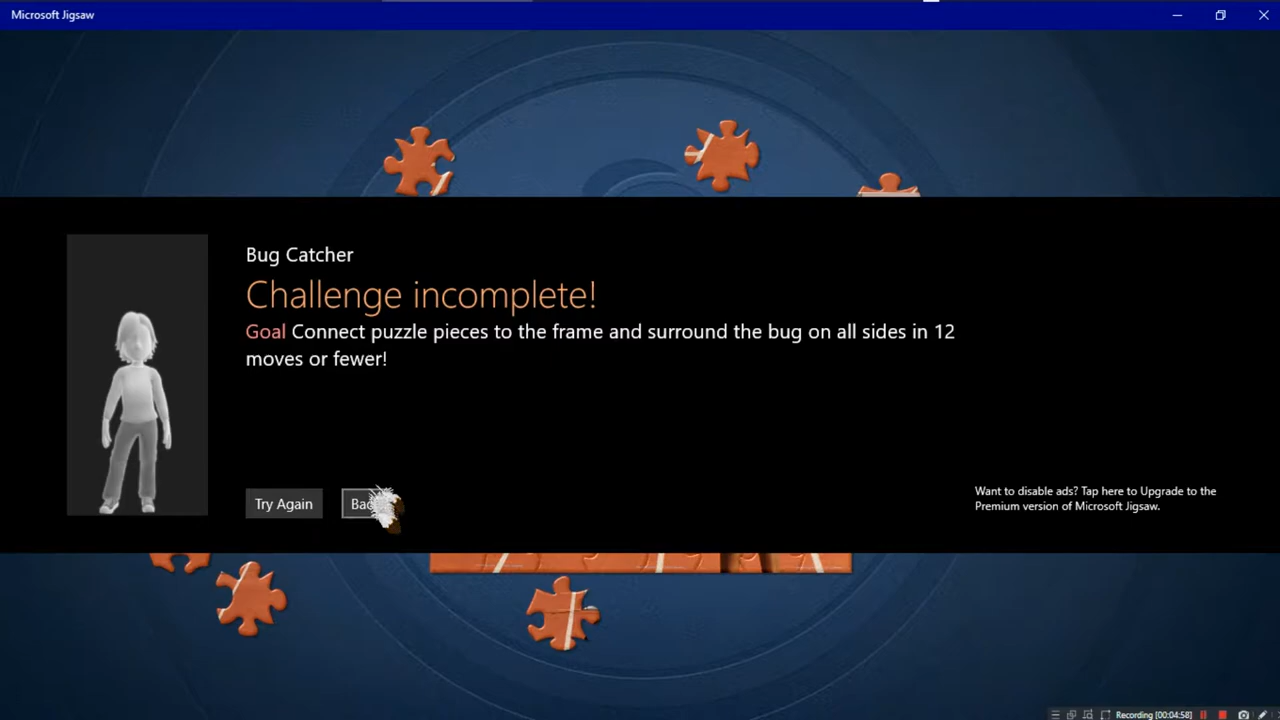 Microsoft Jigsaw
Bug Catcher
Challenge incomplete!
Goal Connect puzzle pieces to the frame and surround the bug on all sides in 12
moves or fewer!
Try Again
Want to disable ads? Tap here to Upgrade to the
Premium version of Microsoft Jigsaw.
Recording [00:04:58]